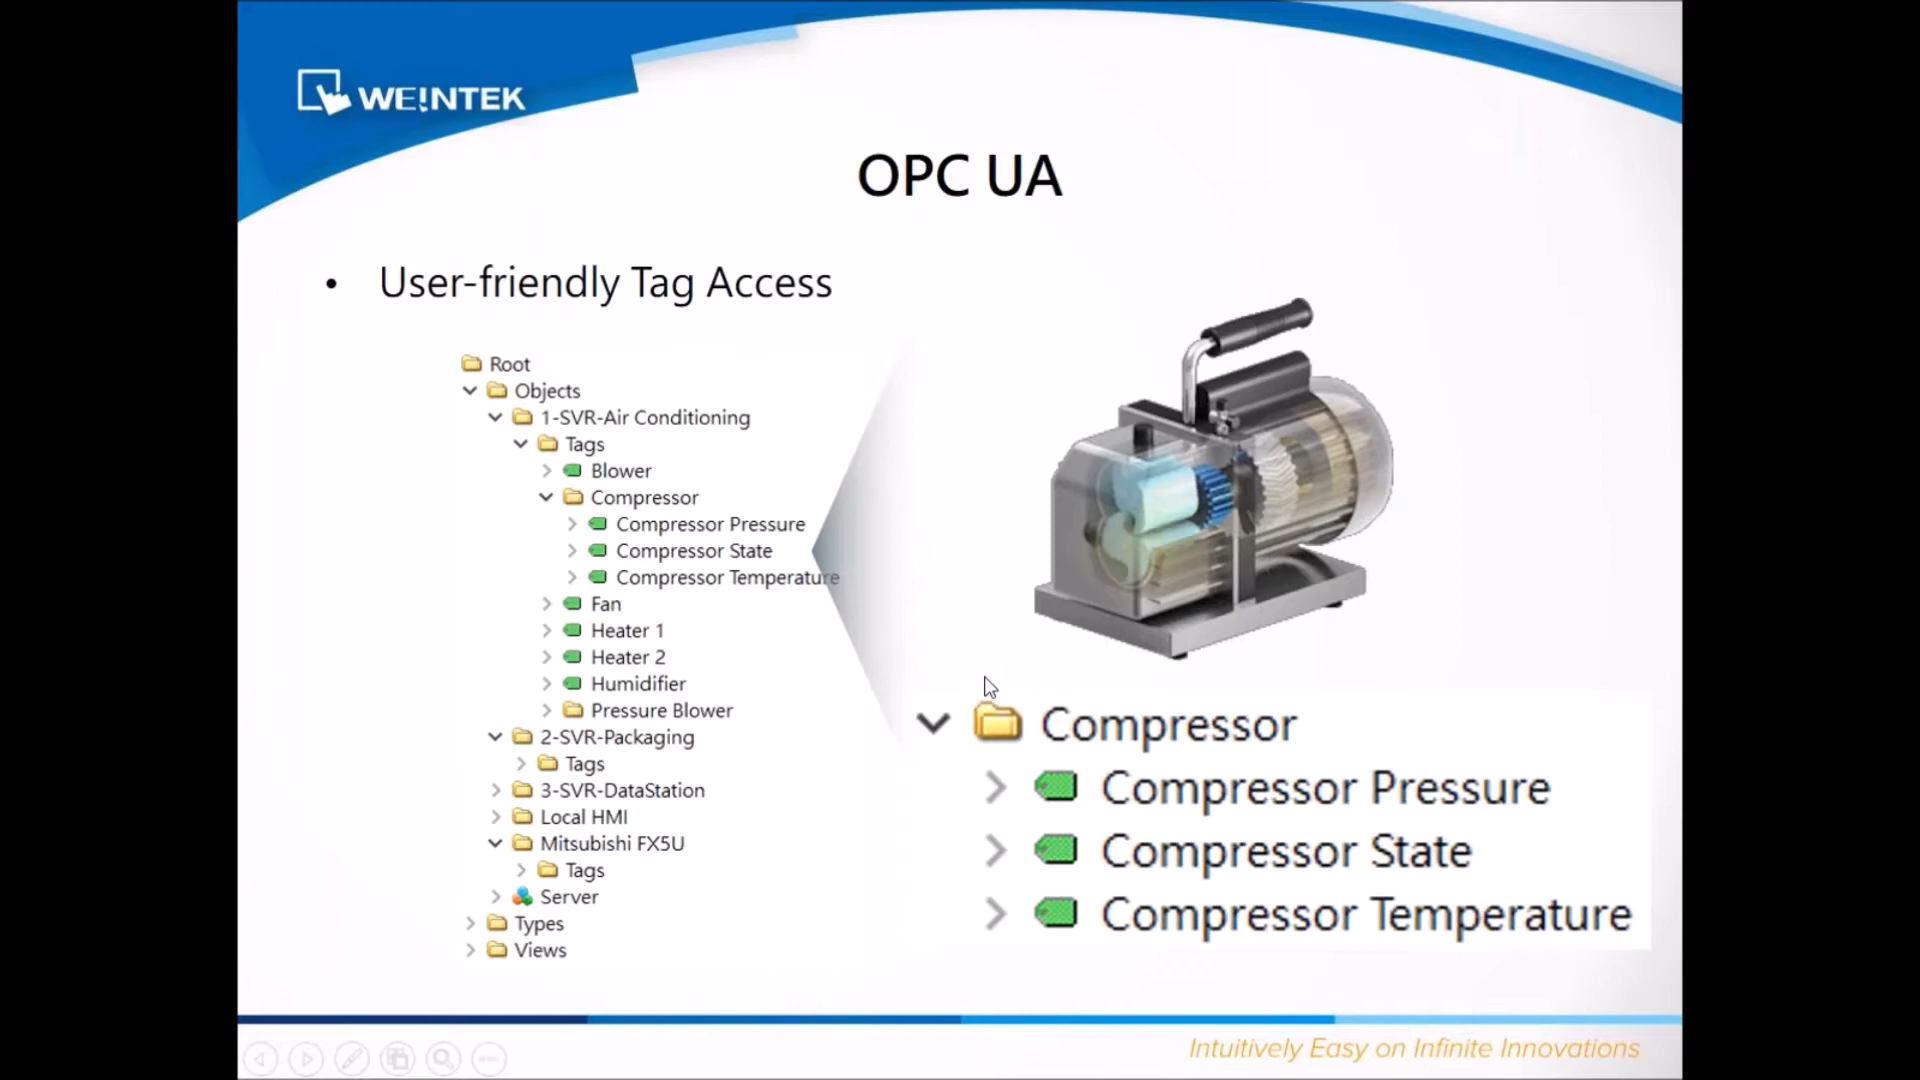 WE!NTEK
OPC UA
• User-friendly Tag Access
Root
Objects
1-SVR-Air Conditioning
Tags
Blower
Compressor
Compressor Pressure
Compressor State
Compressor Temperature
Fan
Heater 1
Heater 2
Humidifier
Pressure Blower
2-SVR-Packaging
Tags
3-SVR-DataStation
Local HMI
Mitsubishi FX5U
Tags
Server
Types
Views
Compressor
Compressor Pressure
Compressor State
Compressor Temperature
Intuitively Easy on Infinite Innovations